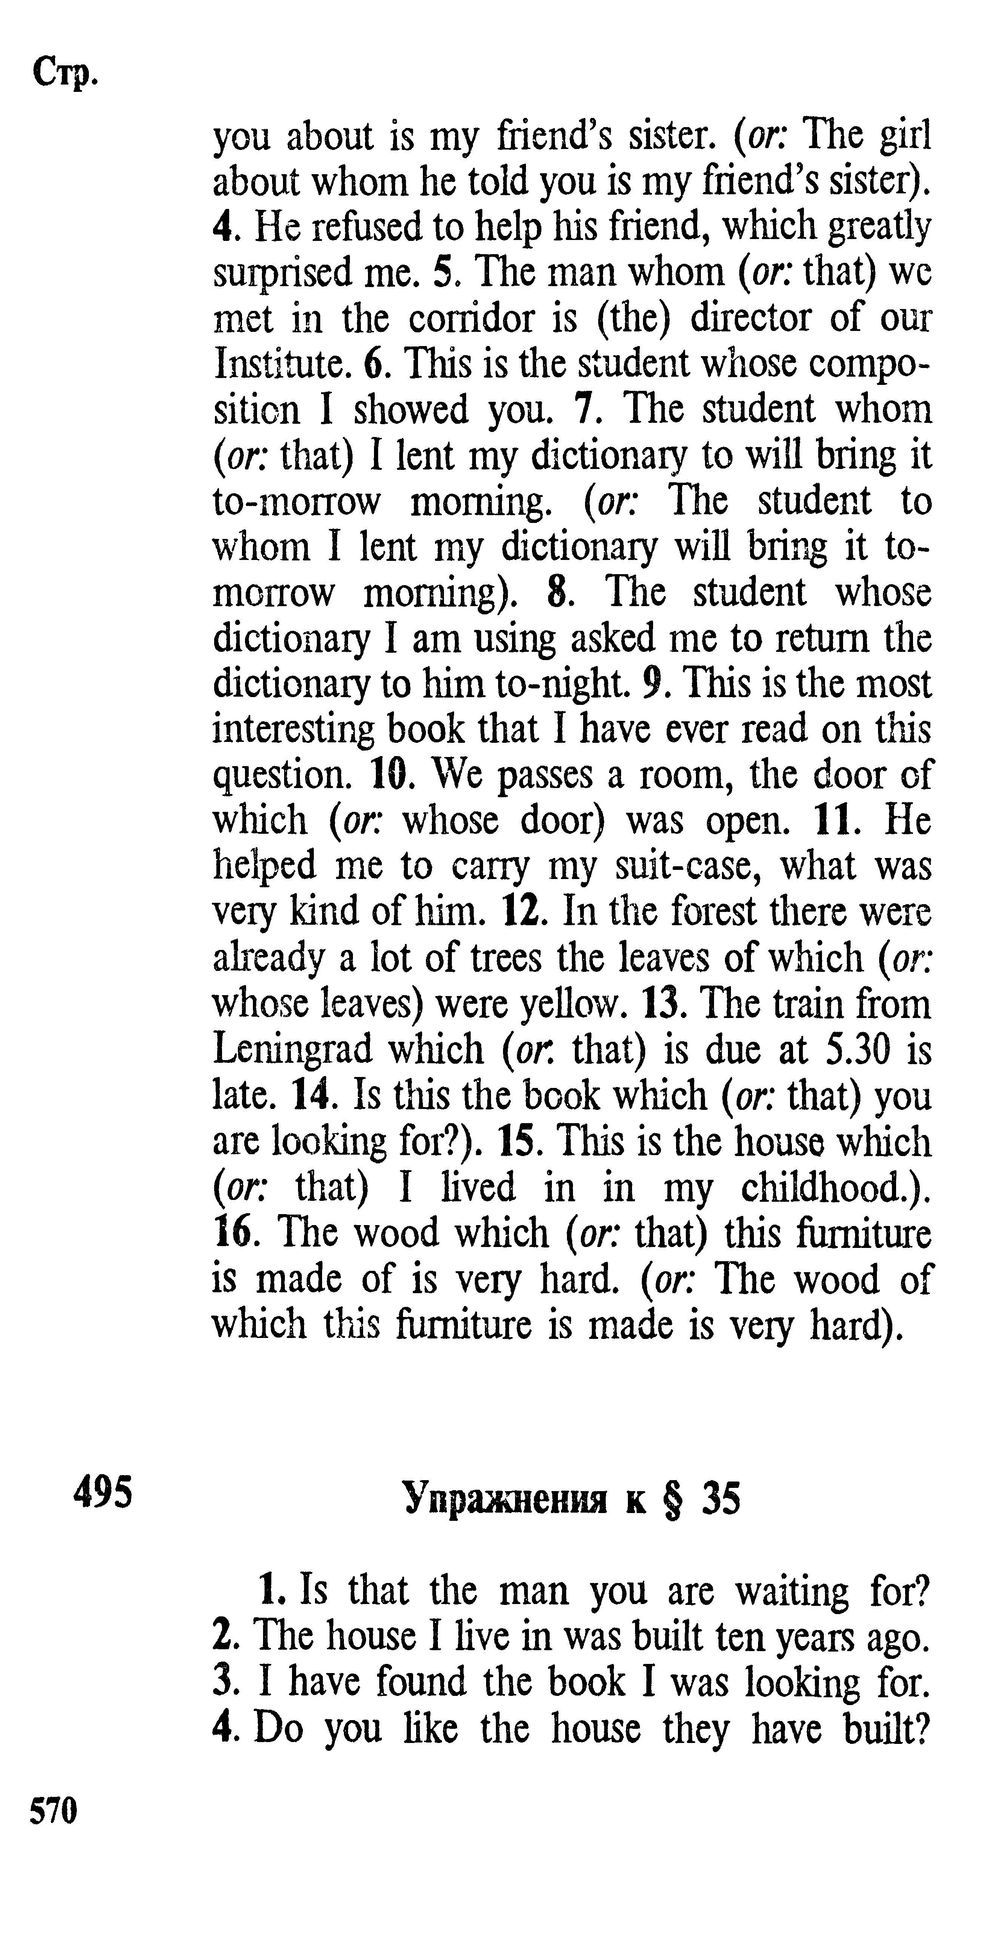 Стр.
you about is my friend's sister. (or: The girl
about whom he told you is my friend's sister).
4. He refused to help his friend, which greatly
surprised me. 5. The man whom (or: that) we
met in the corridor is (the) director of our
Institute. 6. This is the student whose compo-
sition I showed you. 7. The student whom
(or: that) I lent my dictionary to will bring it
to-morrow morning. (or: The student to
whom I lent my dictionary will bring it to-
morrow morning). 8. The student whose
dictionary I am using asked me to return the
dictionary to him to-night. 9. This is the most
interesting book that I have ever read on this
question. 10. We passes a room, the door of
which (or: whose door) was open. 11. He
helped me to carry my suit-case, what was
very kind of him. 12. In the forest there were
already a lot of trees the leaves of which (or:
whose leaves) were yellow. 13. The train from
Leningrad which (or: that) is due at 5.30 is
late. 14. Is this the book which (or: that) you
are looking for?). 15. This is the house which
(or: that) I lived in in my childhood.).
16. The wood which (or: that) this furniture
is made of is very hard. (or: The wood of
which this furniture is made is very hard).
495 Упражнения к § 35
1. Is that the man you are waiting for?
2. The house I live in was built ten years ago.
3. I have found the book I was looking for.
4. Do you like the house they have built?
570